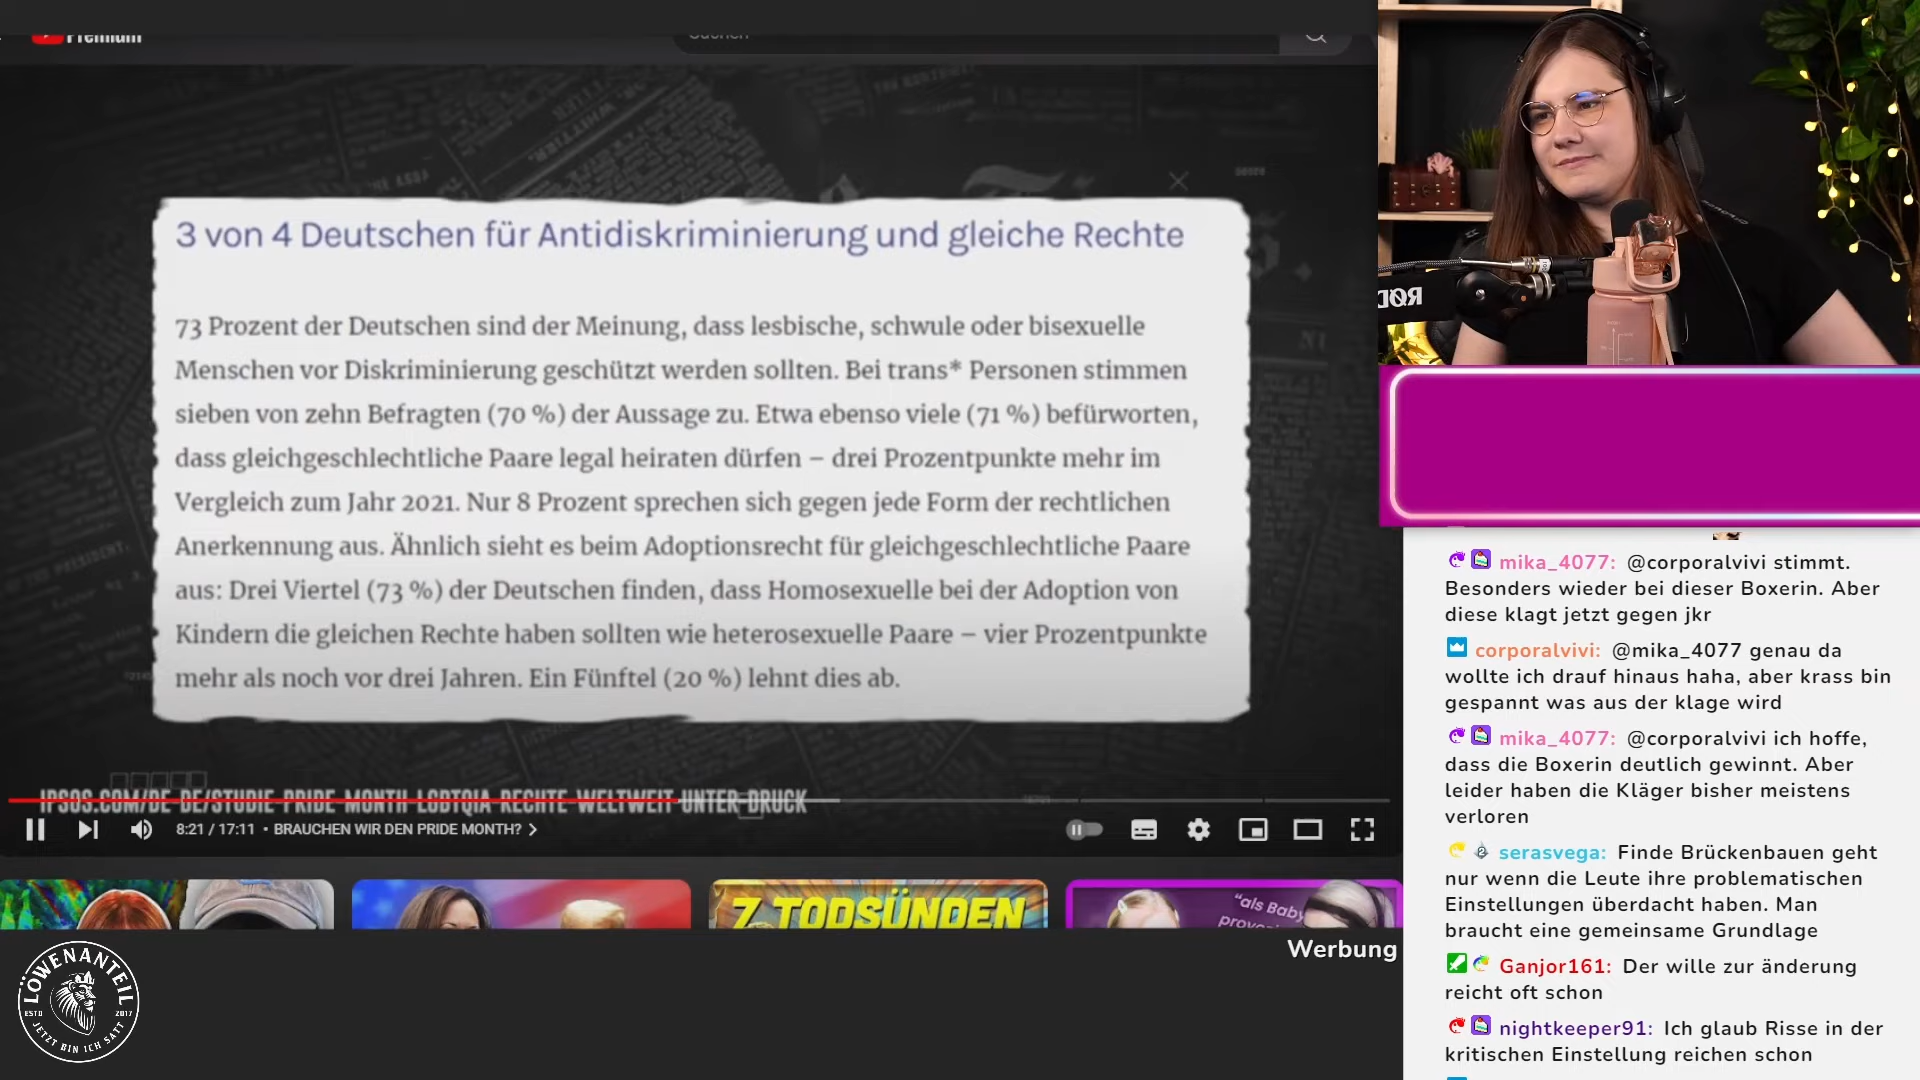 Premium
Suchen
3 von 4 Deutschen für Antidiskriminierung und gleiche Rechte
73 Prozent der Deutschen sind der Meinung, dass lesbische, schwule oder bisexuelle
Menschen vor Diskriminierung geschützt werden sollten. Bei trans* Personen stimmen
sieben von zehn Befragten (70 %) der Aussage zu. Etwa ebenso viele (71 %) befürworten,
dass gleichgeschlechtliche Paare legal heiraten dürfen – drei Prozentpunkte mehr im
Vergleich zum Jahr 2021. Nur 8 Prozent sprechen sich gegen jede Form der rechtlichen
Anerkennung aus. Ähnlich sieht es beim Adoptionsrecht für gleichgeschlechtliche Paare
aus: Drei Viertel (73 %) der Deutschen finden, dass Homosexuelle bei der Adoption von
Kindern die gleichen Rechte haben sollten wie heterosexuelle Paare – vier Prozentpunkte
mehr als noch vor drei Jahren. Ein Fünftel (20 %) lehnt dies ab.
IPSOS.COM/DE-DE/STUDIE-PRIDE-MONTH-LGBTQIA-RECHTE-WELTWEIT-UNTER-DRUCK
8:21 / 17:11 • BRAUCHEN WIR DEN PRIDE MONTH?
7 TODSÜNDEN
"als Baby
Werbung
LÖWENANTEIL
ESTD 2017
JETZT BIN ICH SATT
RØDE
mika_4077: @corporalvivi stimmt.
Besonders wieder bei dieser Boxerin. Aber
diese klagt jetzt gegen jkr
corporalvivi: @mika_4077 genau da
wollte ich drauf hinaus haha, aber krass bin
gespannt was aus der klage wird
mika_4077: @corporalvivi ich hoffe,
dass die Boxerin deutlich gewinnt. Aber
leider haben die Kläger bisher meistens
verloren
serasvega: Finde Brückenbauen geht
nur wenn die Leute ihre problematischen
Einstellungen überdacht haben. Man
braucht eine gemeinsame Grundlage
Ganjor161: Der wille zur änderung
reicht oft schon
nightkeeper91: Ich glaub Risse in der
kritischen Einstellung reichen schon